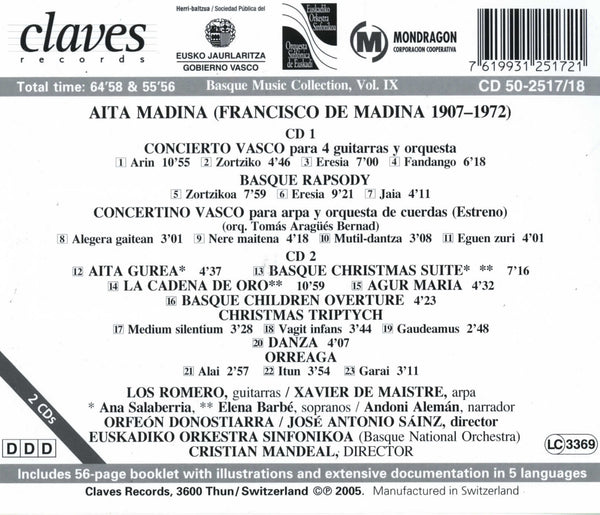 claves
records
Herri-baltzua / Sociedad Pública del
EUSKO JAURLARITZA
GOBIERNO VASCO
Euskadiko
Orkestra
Sinfonikoa
Orquesta
Sinfónica
de Euskadi
MONDRAGON
CORPORACION COOPERATIVA
7 619931 251721
Total time: 64'58 & 55'56 Basque Music Collection, Vol. IX CD 50-2517/18
AITA MADINA (FRANCISCO DE MADINA 1907–1972)
CD 1
CONCIERTO VASCO para 4 guitarras y orquesta
1 Arin 10'55 2 Zortziko 4'46 3 Eresia 7'00 4 Fandango 6'18
BASQUE RAPSODY
5 Zortzikoa 7'59 6 Eresia 9'21 7 Jaia 4'11
CONCERTINO VASCO para arpa y orquesta de cuerdas (Estreno)
(orq. Tomás Aragüés Bernad)
8 Alegera gaitean 3'01 9 Nere maitena 4'18 10 Mutil-dantza 3'08 11 Eguen zuri 4'01
CD 2
12 AITA GUREA* 4'37 13 BASQUE CHRISTMAS SUITE* ** 7'16
14 LA CADENA DE ORO** 10'59 15 AGUR MARIA 4'32
16 BASQUE CHILDREN OVERTURE 4'23
CHRISTMAS TRIPTYCH
17 Medium silentium 3'28 18 Vagit infans 3'44 19 Gaudeamus 2'48
20 DANZA 4'07
ORREAGA
21 Alai 2'57 22 Itun 3'54 23 Garai 3'11
2 CDs
LOS ROMERO, guitarras / XAVIER DE MAISTRE, arpa
* Ana Salaberria, ** Elena Barbé, sopranos / Andoni Alemán, narrador
ORFEÓN DONOSTIARRA / JOSÉ ANTONIO SÁINZ, director
EUSKADIKO ORKESTRA SINFONIKOA (Basque National Orchestra)
CRISTIAN MANDEAL, DIRECTOR
DDD
LC 3369
Includes 56-page booklet with illustrations and extensive documentation in 5 languages
Claves Records, 3600 Thun/Switzerland ©℗ 2005. Manufactured in Switzerland